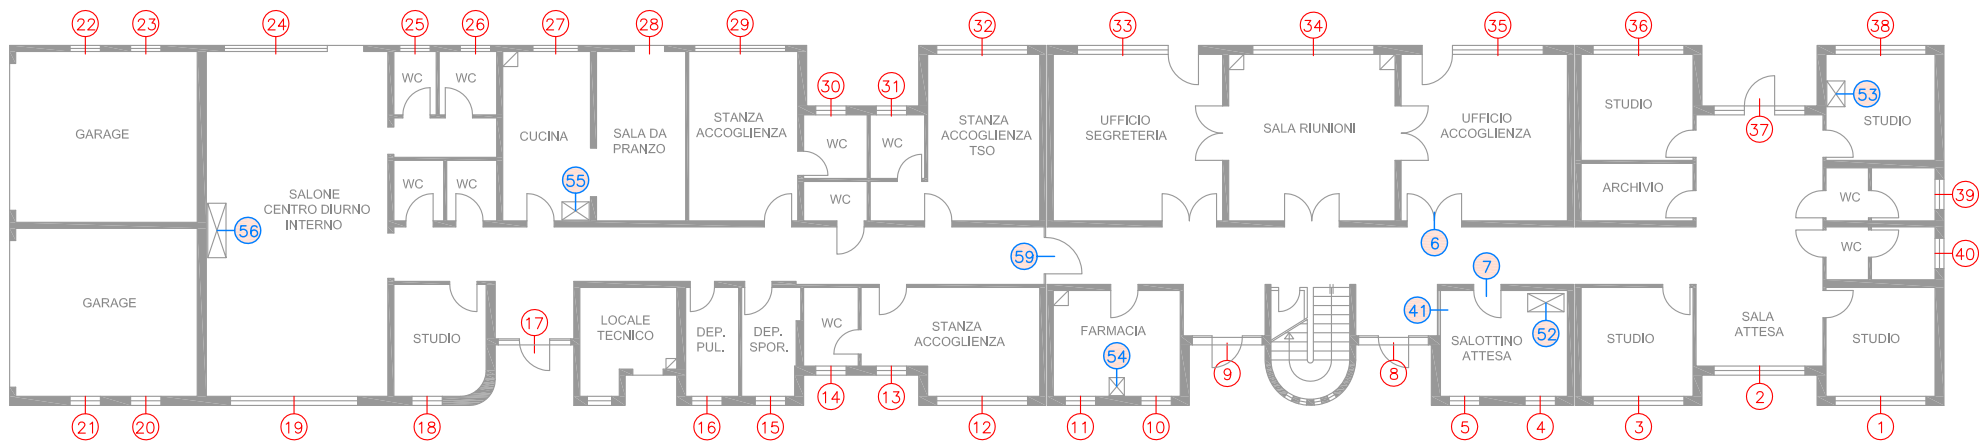 22
23
24
25
26
27
28
29
32
33
34
35
36
38
30
31
37
53
39
40
WC
WC
GARAGE
CUCINA
SALA DA
PRANZO
STANZA
ACCOGLIENZA
WC
WC
STANZA
ACCOGLIENZA
TSO
UFFICIO
SEGRETERIA
SALA RIUNIONI
UFFICIO
ACCOGLIENZA
STUDIO
STUDIO
WC
WC
55
WC
ARCHIVIO
WC
SALONE
CENTRO DIURNO
INTERNO
56
59
6
7
WC
GARAGE
STUDIO
17
LOCALE
TECNICO
DEP.
PUL.
DEP.
SPOR.
WC
STANZA
ACCOGLIENZA
FARMACIA
54
41
52
SALOTTINO
ATTESA
STUDIO
SALA
ATTESA
STUDIO
9
8
14
13
2
21
20
19
18
16
15
12
11
10
5
4
3
1